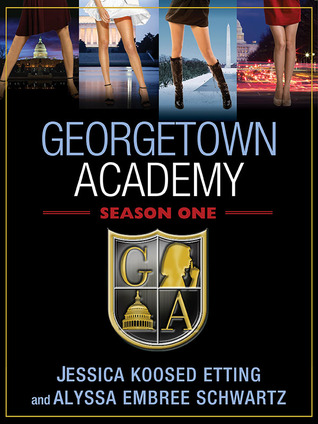 GEORGETOWN
ACADEMY
SEASON ONE
G
A
JESSICA KOOSED ETTING
and ALYSSA EMBREE SCHWARTZ